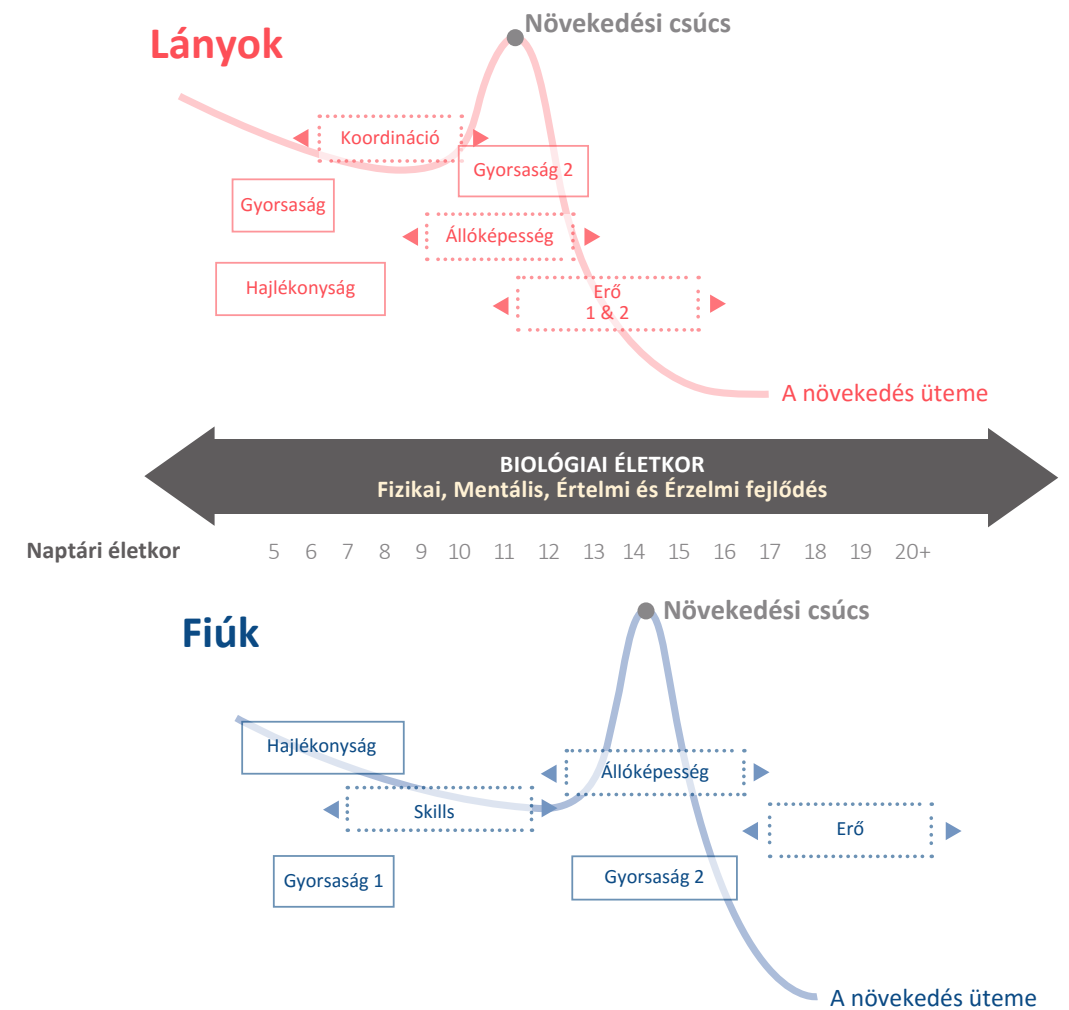 Növekedési csúcs
Lányok
Koordináció
Gyorsaság 2
Gyorsaság
Állóképesség
Hajlékonyság
Erő
1 & 2
A növekedés üteme
BIOLÓGIAI ÉLETKOR
Fizikai, Mentális, Értelmi és Érzelmi fejlődés
Naptári életkor 5 6 7 8 9 10 11 12 13 14 15 16 17 18 19 20+
Növekedési csúcs
Fiúk
Hajlékonyság
Állóképesség
Skills
Erő
Gyorsaság 1
Gyorsaság 2
A növekedés üteme